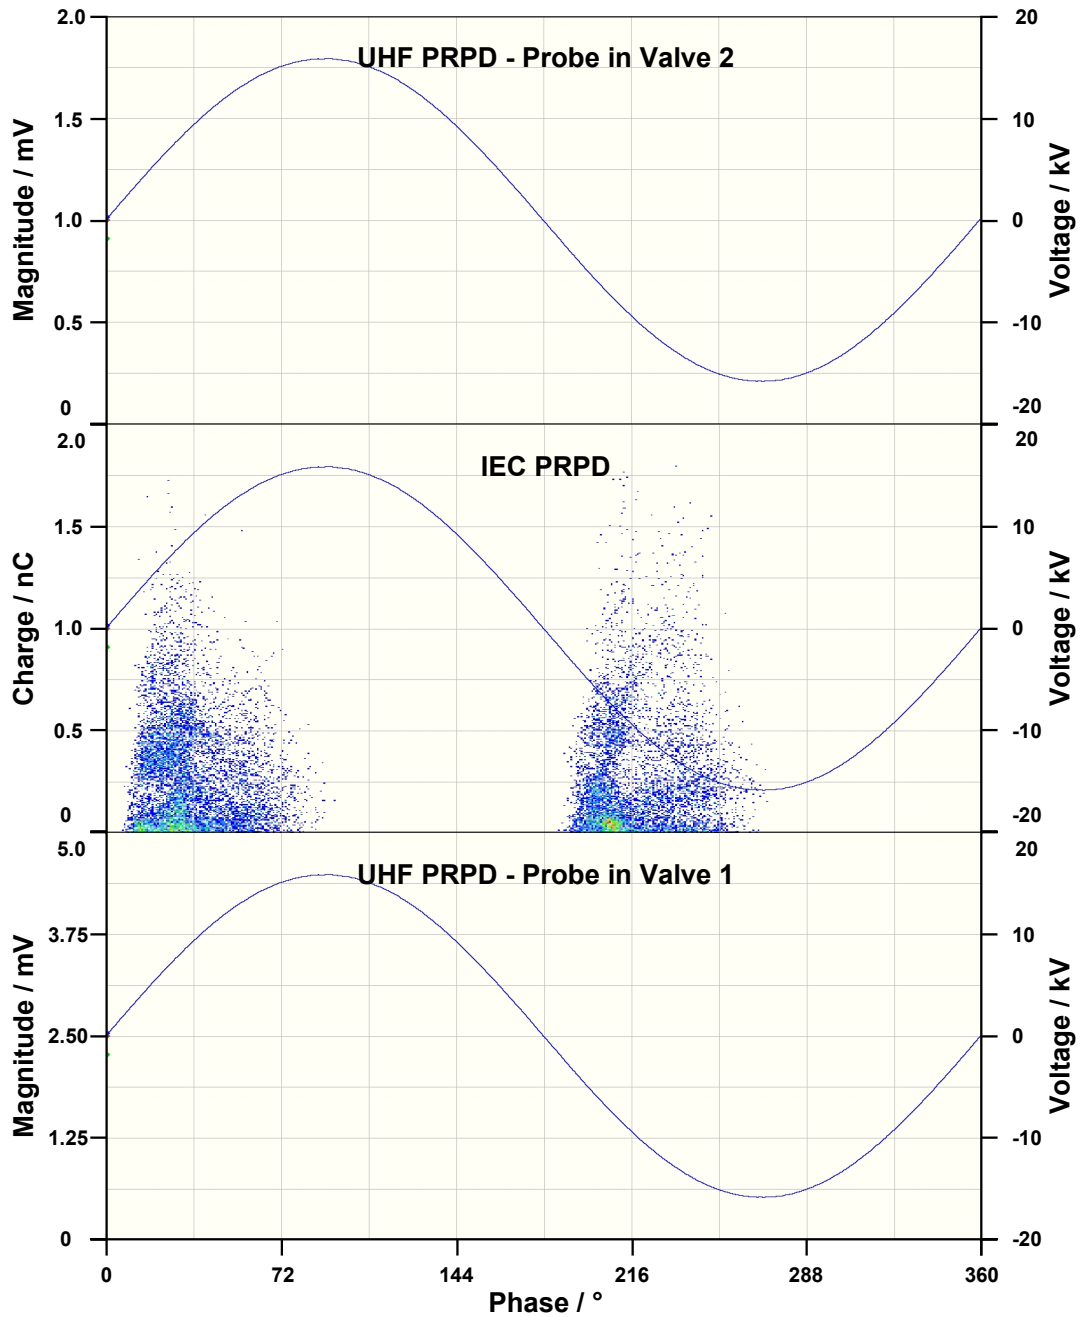 UHF PRPD - Probe in Valve 2
Magnitude / mV
2.0
1.5
1.0
0.5
0
Voltage / kV
20
10
0
-10
-20
IEC PRPD
Charge / nC
2.0
1.5
1.0
0.5
0
Voltage / kV
20
10
0
-10
-20
UHF PRPD - Probe in Valve 1
Magnitude / mV
5.0
3.75
2.50
1.25
0
Voltage / kV
20
10
0
-10
-20
0 72 144 216 288 360
Phase / °